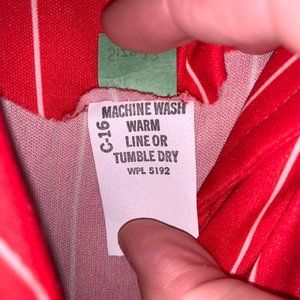 MACHINE WASH
WARM
LINE OR
TUMBLE DRY
WPL 5192
C-16